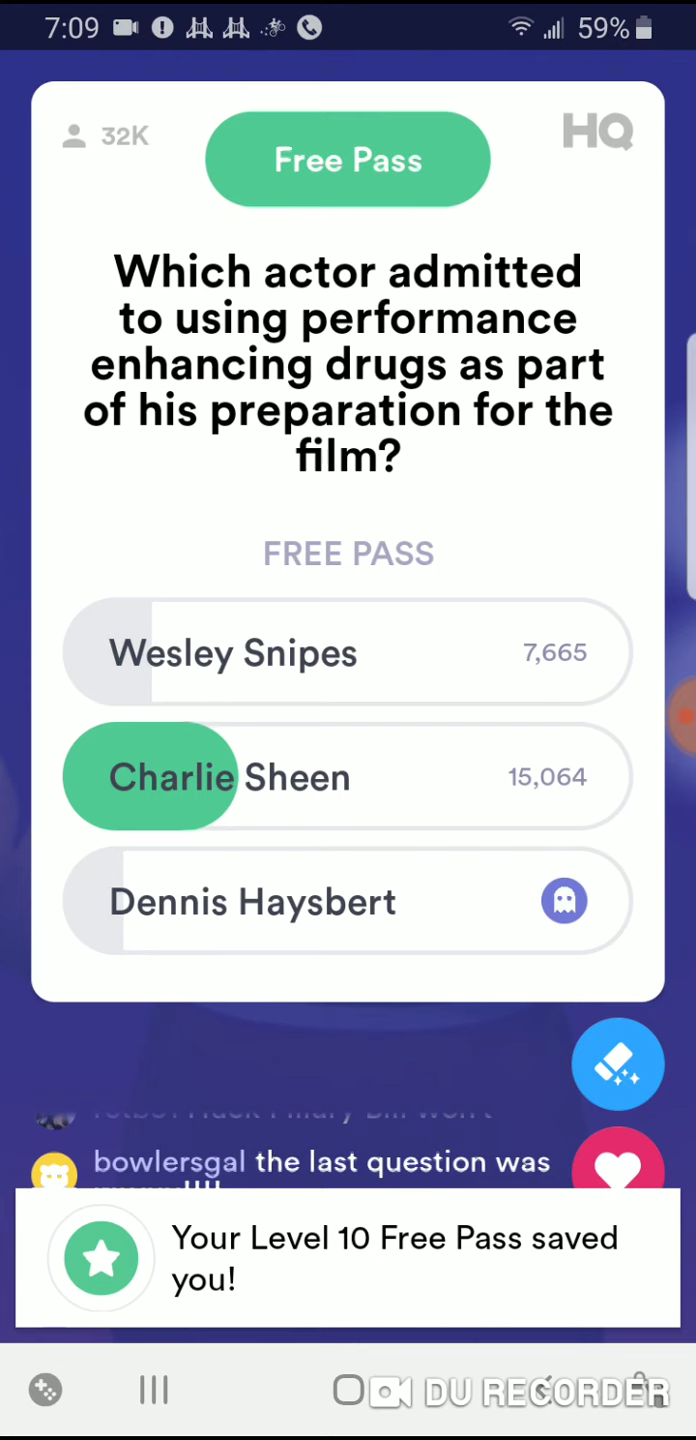 7:09
59%
32K
Free Pass
HQ
Which actor admitted
to using performance
enhancing drugs as part
of his preparation for the
film?
FREE PASS
Wesley Snipes 7,665
Charlie Sheen 15,064
Dennis Haysbert
bowlersgal the last question was
Your Level 10 Free Pass saved
you!
DU RECORDER